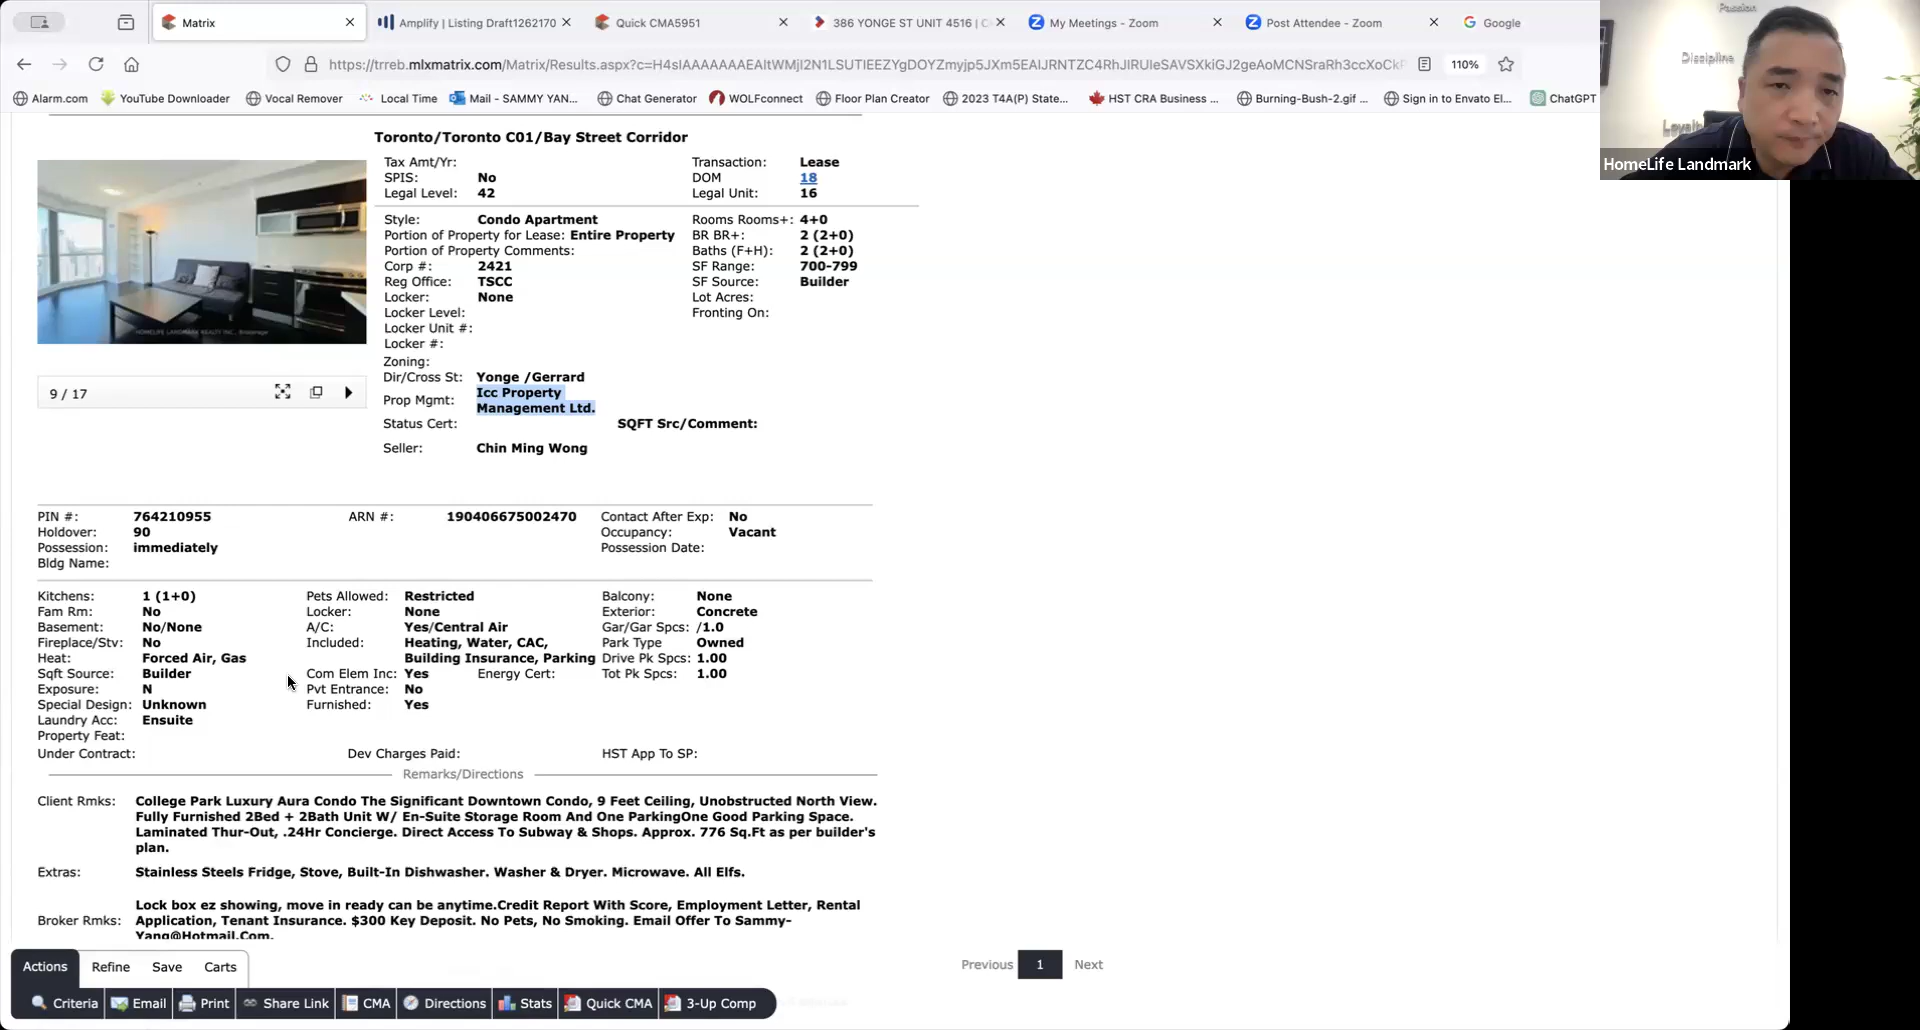 Matrix
Amplify | Listing Draft1262170
Quick CMA5951
386 YONGE ST UNIT 4516 | C
My Meetings - Zoom
Post Attendee - Zoom
Google
110%
Alarm.com
YouTube Downloader
Vocal Remover
Local Time
Mail - SAMMY YAN...
Chat Generator
WOLFconnect
Floor Plan Creator
2023 T4A(P) State...
HST CRA Business ...
Burning-Bush-2.gif ...
Sign in to Envato El...
ChatGPT
Passion
Discipline
HomeLife Landmark
Toronto/Toronto C01/Bay Street Corridor
Tax Amt/Yr: Transaction: Lease
SPIS: No DOM 18
Legal Level: 42 Legal Unit: 16
Style: Condo Apartment Rooms Rooms+: 4+0
Portion of Property for Lease: Entire Property BR BR+: 2 (2+0)
Portion of Property Comments: Baths (F+H): 2 (2+0)
Corp #: 2421 SF Range: 700-799
Reg Office: TSCC SF Source: Builder
Locker: None Lot Acres:
Locker Level: Fronting On:
Locker Unit #:
Locker #:
Zoning:
Dir/Cross St: Yonge /Gerrard
Prop Mgmt: Icc Property
Management Ltd.
Status Cert: SQFT Src/Comment:
Seller: Chin Ming Wong
9 / 17
PIN #: 764210955 ARN #: 190406675002470 Contact After Exp: No
Holdover: 90 Occupancy: Vacant
Possession: immediately Possession Date:
Bldg Name:
Kitchens: 1 (1+0) Pets Allowed: Restricted Balcony: None
Fam Rm: No Locker: None Exterior: Concrete
Basement: No/None A/C: Yes/Central Air Gar/Gar Spcs: /1.0
Fireplace/Stv: No Included: Heating, Water, CAC, Park Type Owned
Heat: Forced Air, Gas Building Insurance, Parking Drive Pk Spcs: 1.00
Sqft Source: Builder Com Elem Inc: Yes Energy Cert: Tot Pk Spcs: 1.00
Exposure: N Pvt Entrance: No
Special Design: Unknown Furnished: Yes
Laundry Acc: Ensuite
Property Feat:
Under Contract: Dev Charges Paid: HST App To SP:
Remarks/Directions
Client Rmks: College Park Luxury Aura Condo The Significant Downtown Condo, 9 Feet Ceiling, Unobstructed North View.
Fully Furnished 2Bed + 2Bath Unit W/ En-Suite Storage Room And One ParkingOne Good Parking Space.
Laminated Thur-Out, .24Hr Concierge. Direct Access To Subway & Shops. Approx. 776 Sq.Ft as per builder's
plan.
Extras: Stainless Steels Fridge, Stove, Built-In Dishwasher. Washer & Dryer. Microwave. All Elfs.
Lock box ez showing, move in ready can be anytime.Credit Report With Score, Employment Letter, Rental
Broker Rmks: Application, Tenant Insurance. $300 Key Deposit. No Pets, No Smoking. Email Offer To Sammy-
Yang@Hotmail.Com.
Actions Refine Save Carts
Previous 1 Next
Criteria Email Print Share Link CMA Directions Stats Quick CMA 3-Up Comp